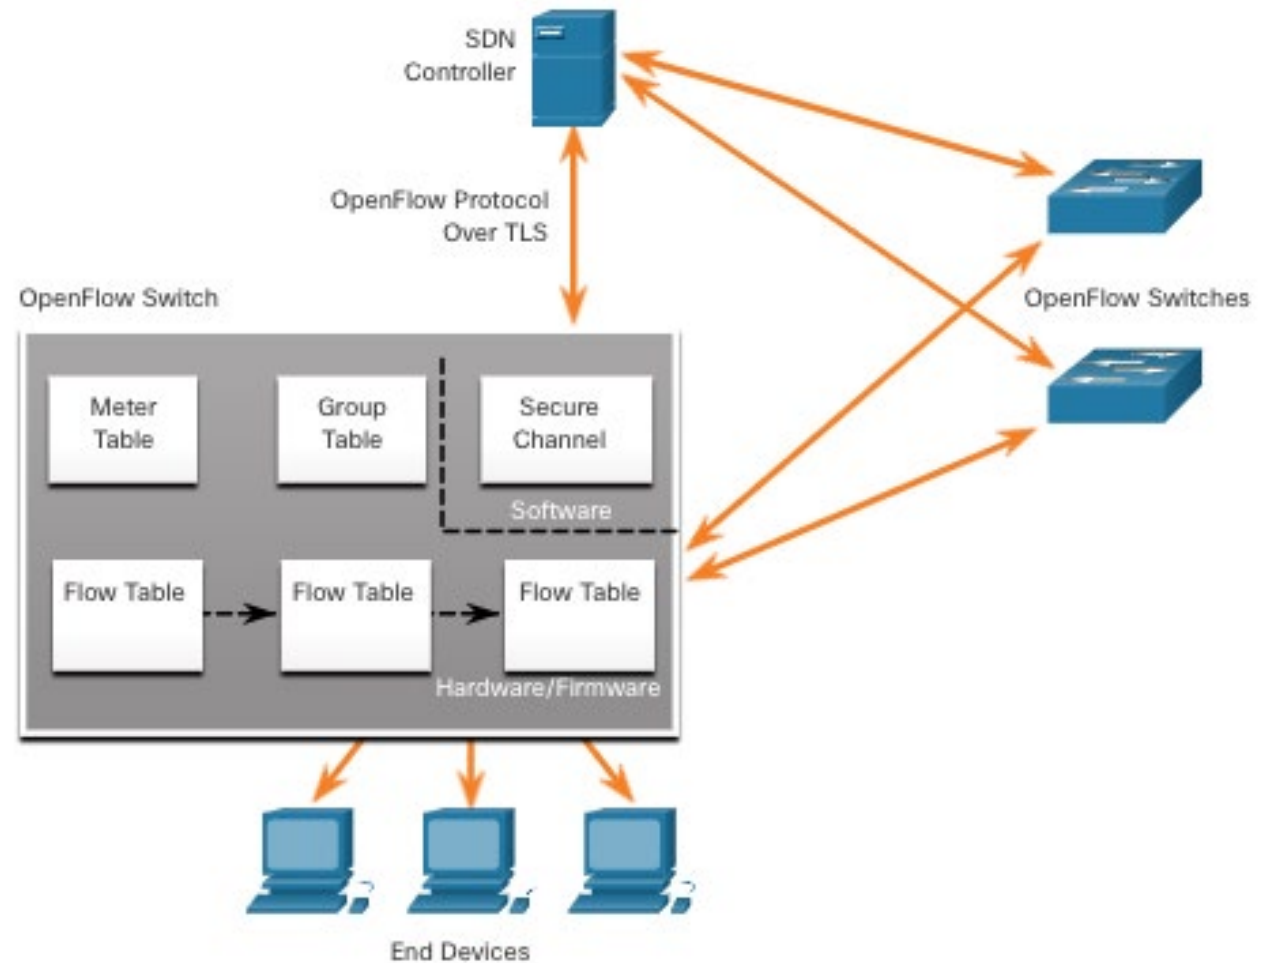 SDN
Controller
OpenFlow Protocol
Over TLS
OpenFlow Switch
OpenFlow Switches
Meter
Table
Group
Table
Secure
Channel
Software
Flow Table
Flow Table
Flow Table
Hardware/Firmware
End Devices